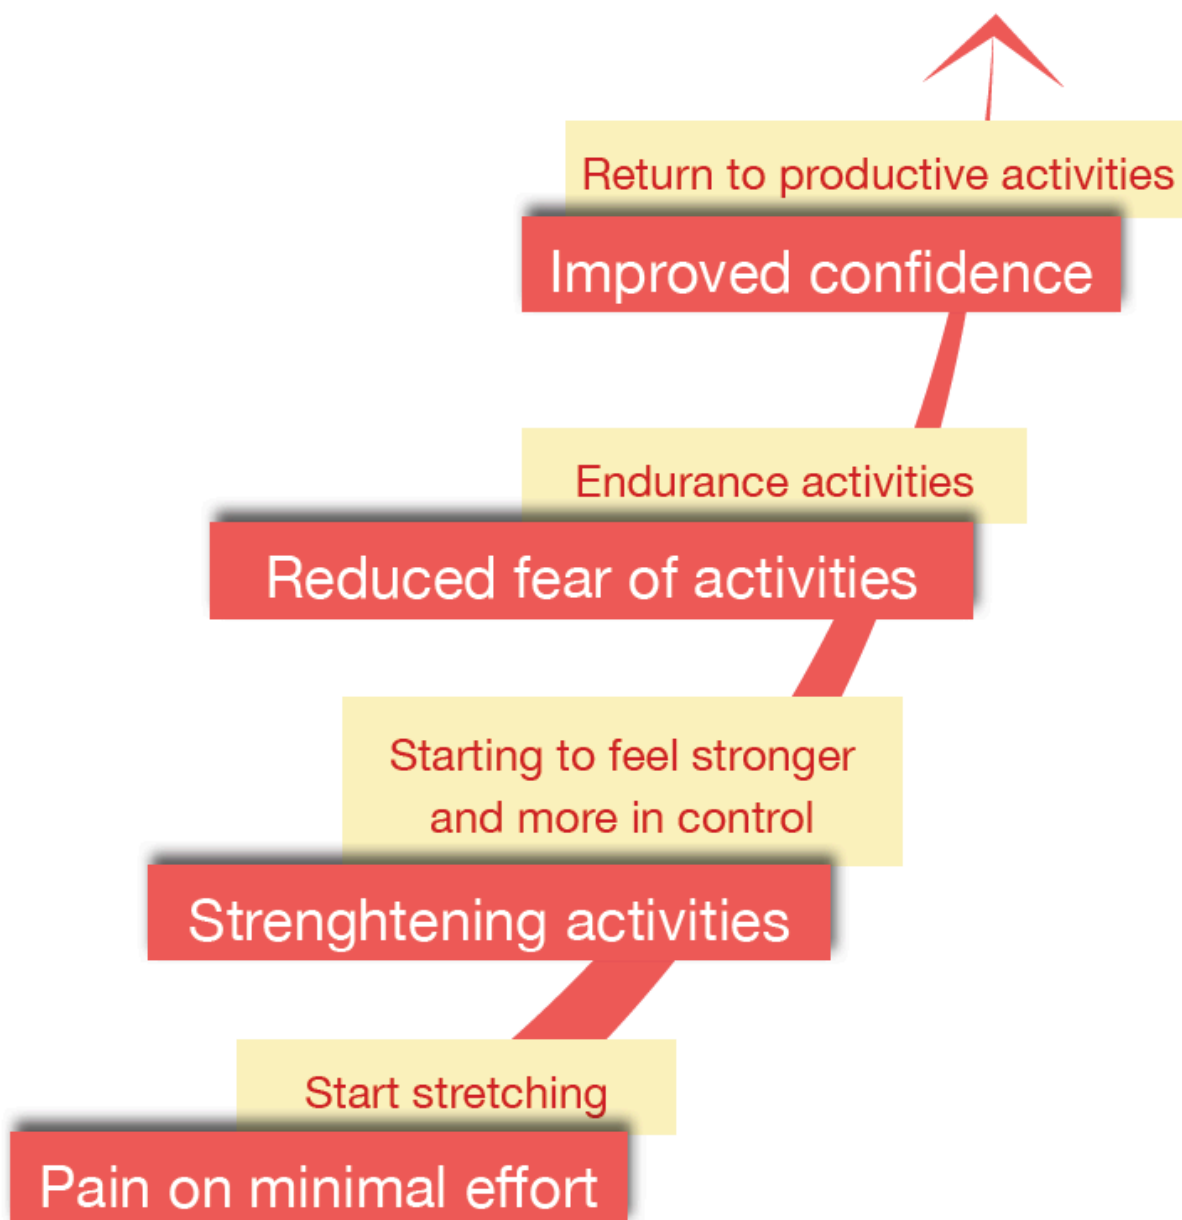 Return to productive activities
Improved confidence
Endurance activities
Reduced fear of activities
Starting to feel stronger
and more in control
Strenghtening activities
Start stretching
Pain on minimal effort